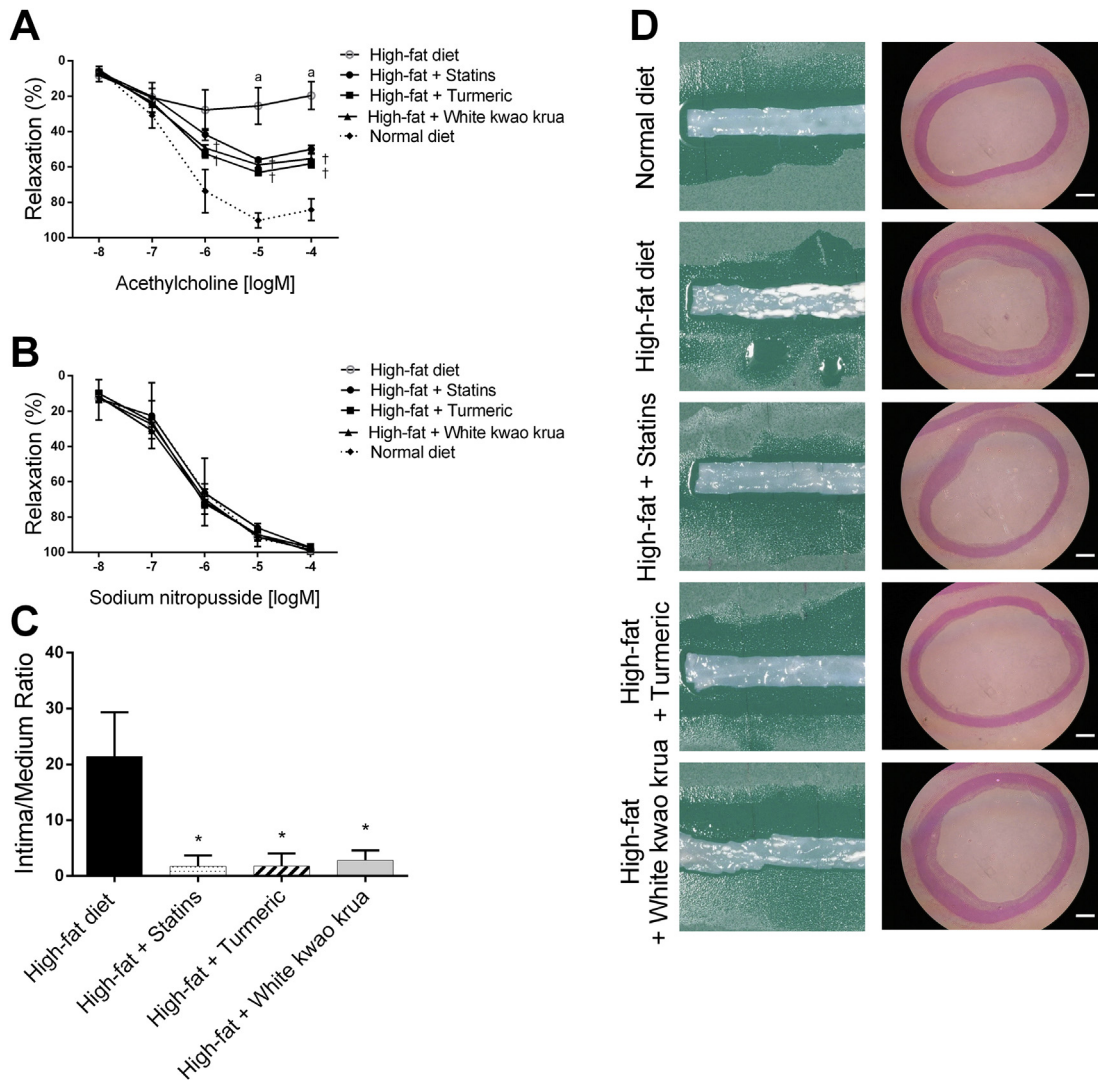 A
0
20
40
60
80
100
Relaxation (%)
-8
-7
-6
-5
-4
Acethylcholine [logM]
a
a
†
†
†
†
†
†
High-fat diet
High-fat + Statins
High-fat + Turmeric
High-fat + White kwao krua
Normal diet
B
0
20
40
60
80
100
Relaxation (%)
-8
-7
-6
-5
-4
Sodium nitropusside [logM]
High-fat diet
High-fat + Statins
High-fat + Turmeric
High-fat + White kwao krua
Normal diet
C
40
30
20
10
0
Intima/Medium Ratio
*
*
*
High-fat diet
High-fat + Statins
High-fat + Turmeric
High-fat + White kwao krua
D
Normal diet
High-fat diet
High-fat + Statins
High-fat
+ Turmeric
High-fat
+ White kwao krua